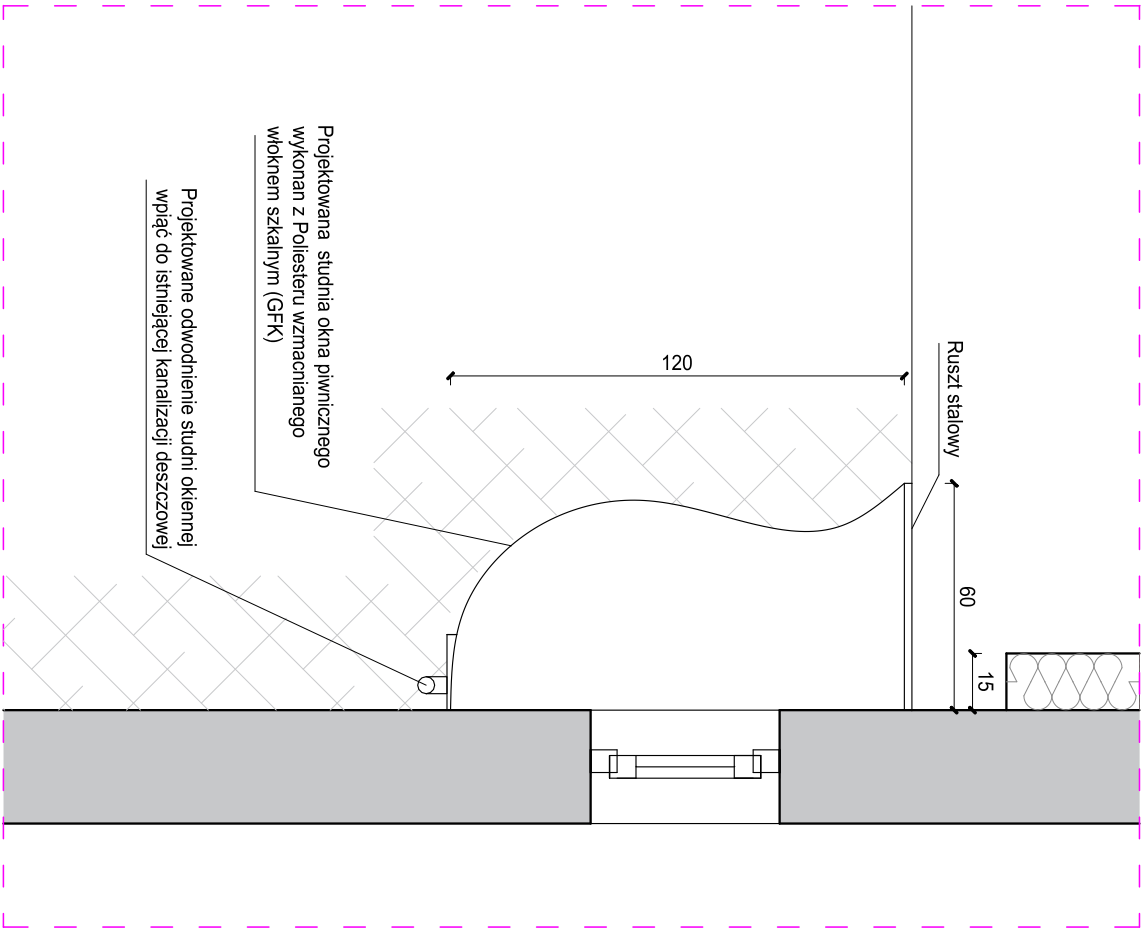 Ruszt stalowy
60
15
120
Projektowana studnia okna piwnicznego
wykonan z Poliesteru wzmacnianego
włoknem szkalnym (GFK)
Projektowane odwodnienie studni okiennej
wpiąć do istniejącej kanalizacji deszczowej